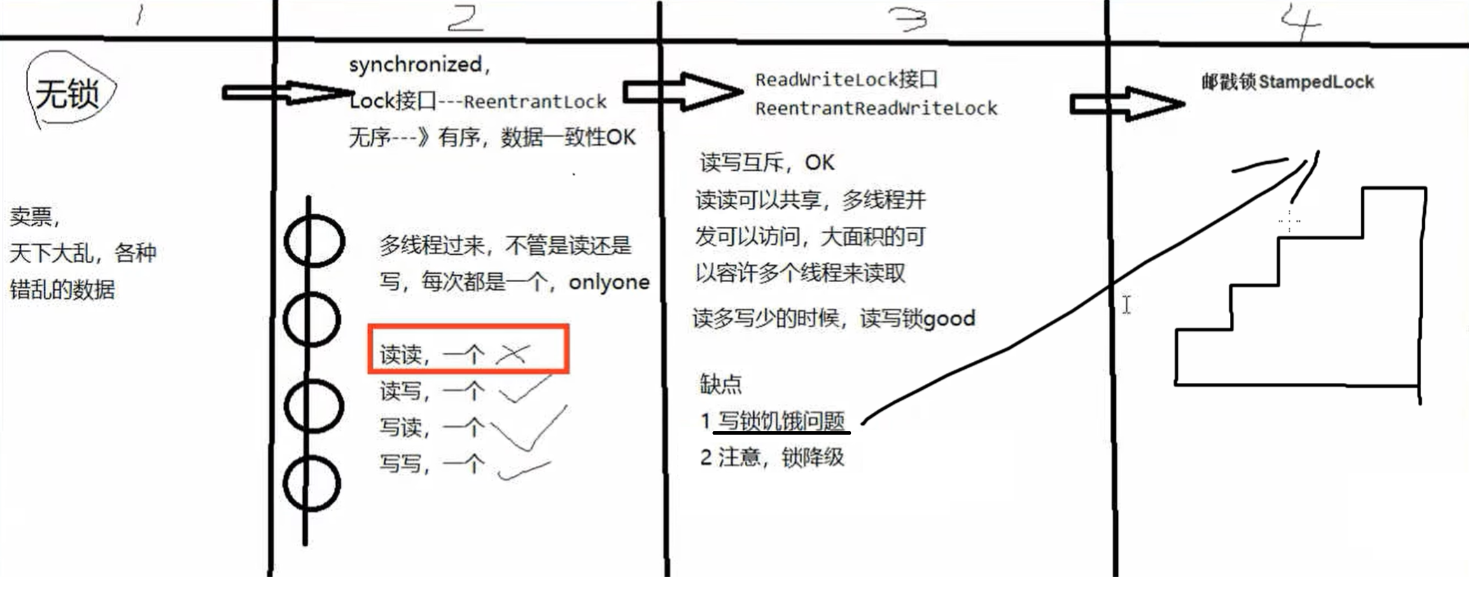 1
2
3
4
无锁
卖票，
天下大乱，各种
错乱的数据
synchronized，
Lock接口---ReentrantLock
无序---》有序，数据一致性OK
多线程过来，不管是读还是
写，每次都是一个，onlyone
读读，一个
读写，一个
写读，一个
写写，一个
ReadWriteLock接口
ReentrantReadWriteLock
读写互斥，OK
读读可以共享，多线程并
发可以访问，大面积的可
以容许多个线程来读取
读多写少的时候，读写锁good
缺点
1 写锁饥饿问题
2 注意，锁降级
邮戳锁StampedLock